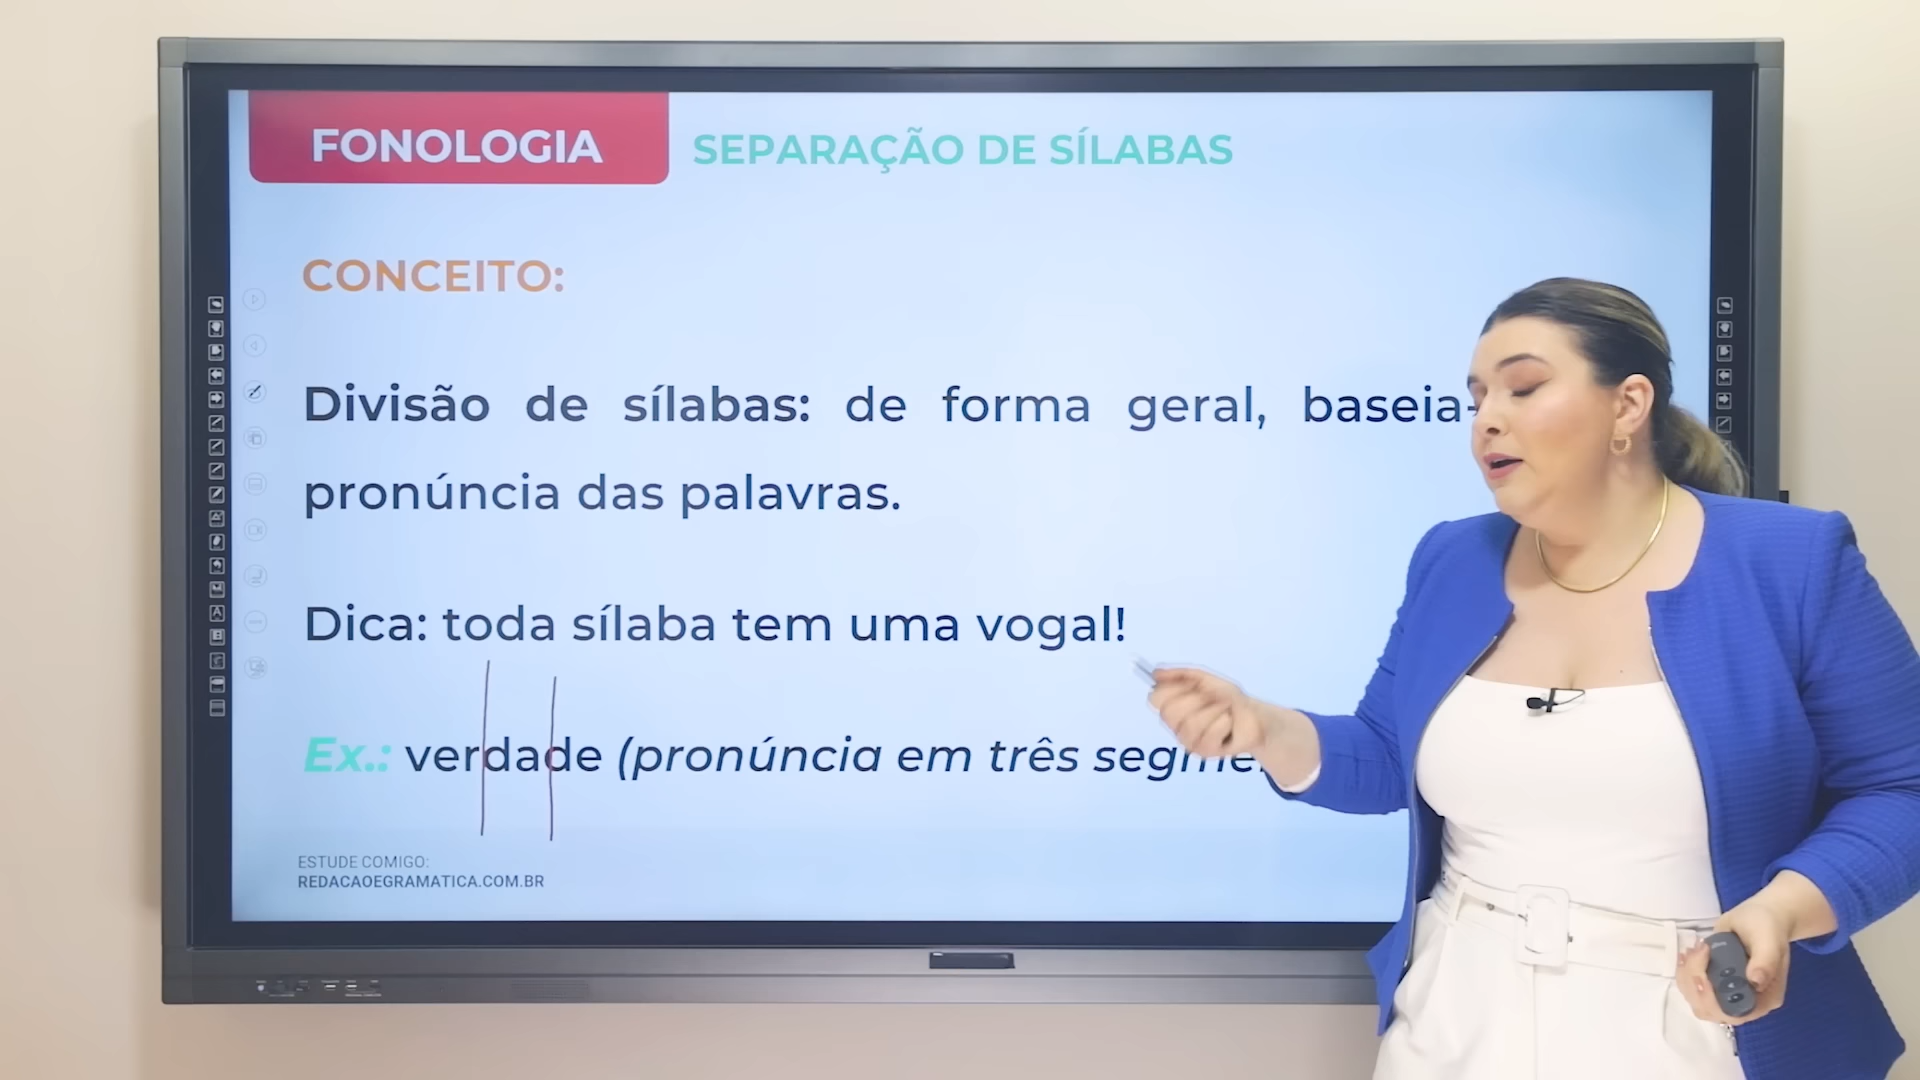 FONOLOGIA SEPARAÇÃO DE SÍLABAS
CONCEITO:
Divisão de sílabas: de forma geral, baseia-
pronúncia das palavras.
Dica: toda sílaba tem uma vogal!
Ex.: verdade (pronúncia em três
ESTUDE COMIGO:
REDACAOEGRAMATICA.COM.BR